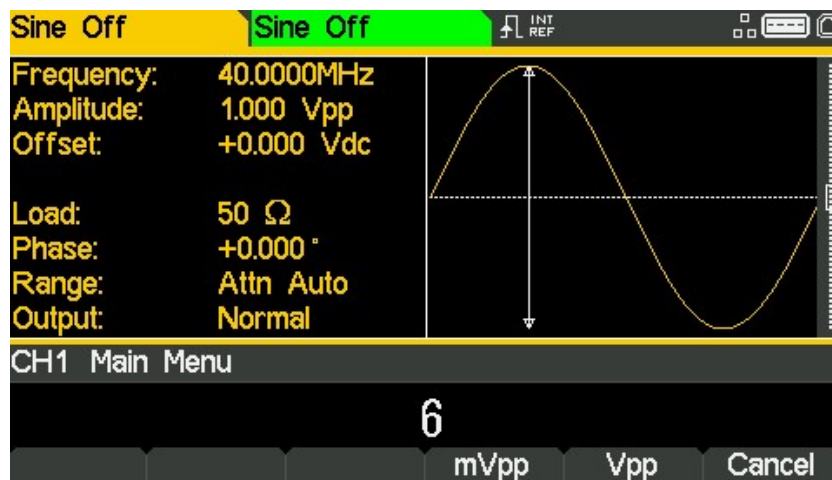 Sine Off Sine Off INT REF
Frequency: 40.0000MHz
Amplitude: 1.000 Vpp
Offset: +0.000 Vdc
Load: 50 Ω
Phase: +0.000°
Range: Attn Auto
Output: Normal
CH1 Main Menu
6
mVpp Vpp Cancel